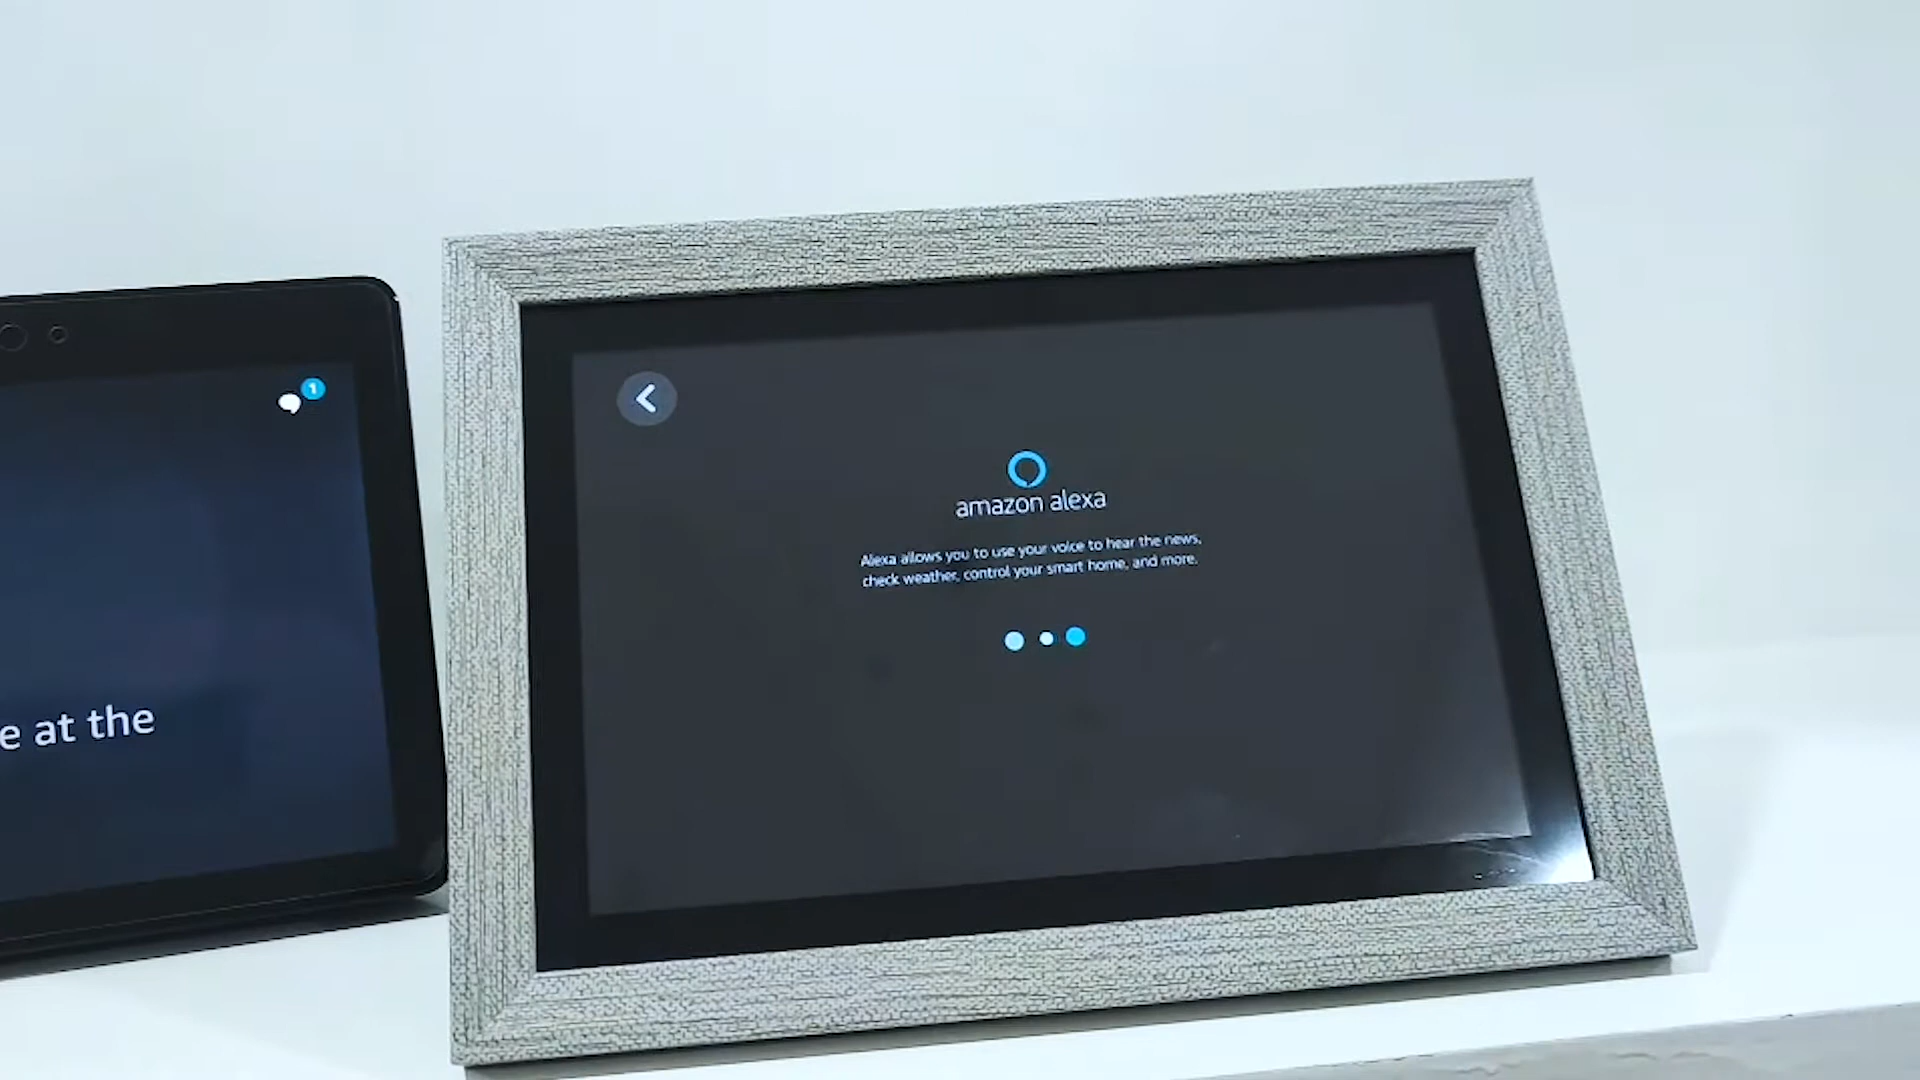 1
e at the
amazon alexa
Alexa allows you to use your voice to hear the news,
check weather, control your smart home, and more.